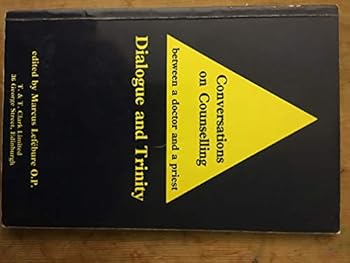 Conversations
on Counselling
between a doctor and a priest
Dialogue and Trinity
edited by Marcus Lefébure O.P.
T. & T. Clark Limited
36 George Street, Edinburgh